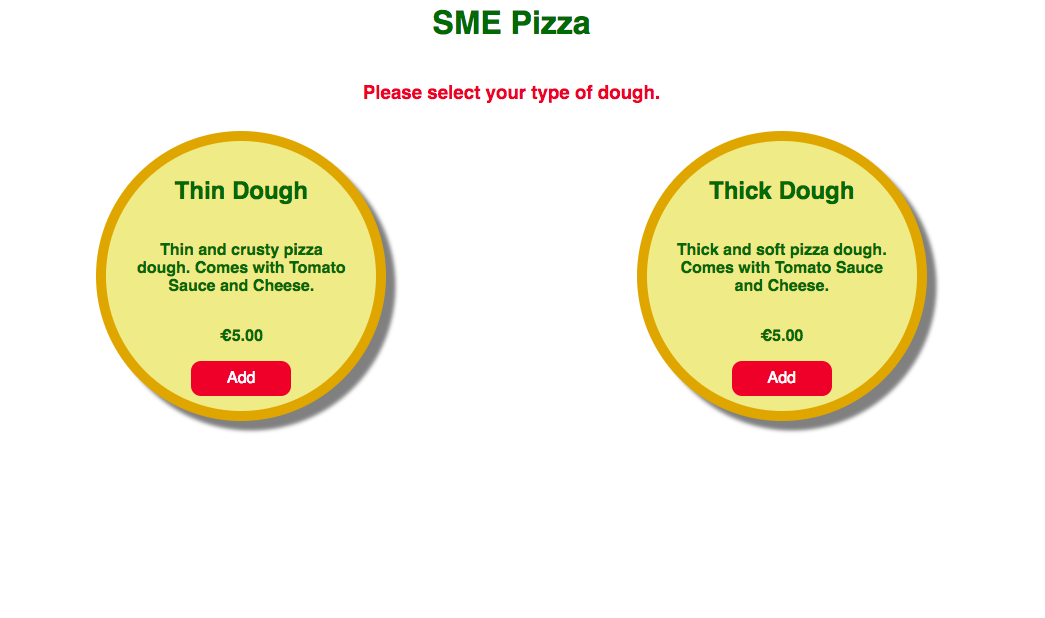 SME Pizza
Please select your type of dough.
Thin Dough
Thin and crusty pizza
dough. Comes with Tomato
Sauce and Cheese.
€5.00
Add
Thick Dough
Thick and soft pizza dough.
Comes with Tomato Sauce
and Cheese.
€5.00
Add